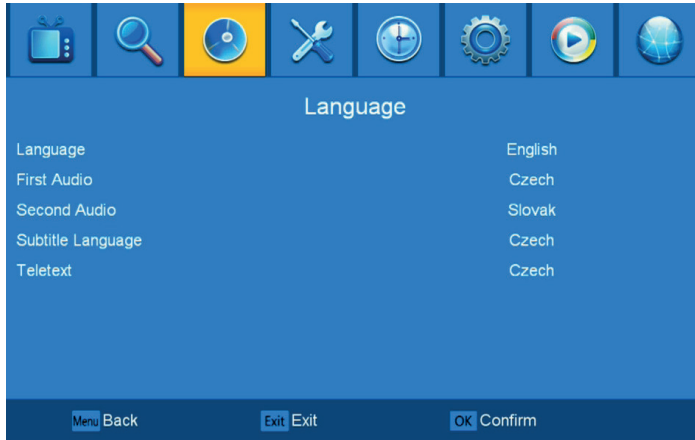 Language
Language English
First Audio Czech
Second Audio Slovak
Subtitle Language Czech
Teletext Czech
Menu Back Exit Exit OK Confirm